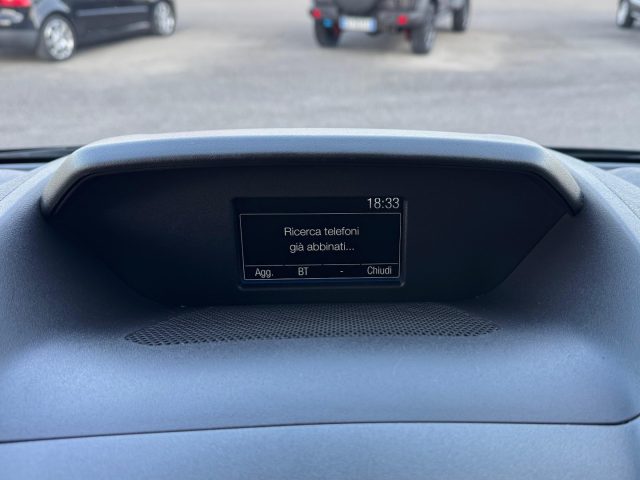 18:33
Ricerca telefoni
già abbinati...
Agg. BT - Chiudi